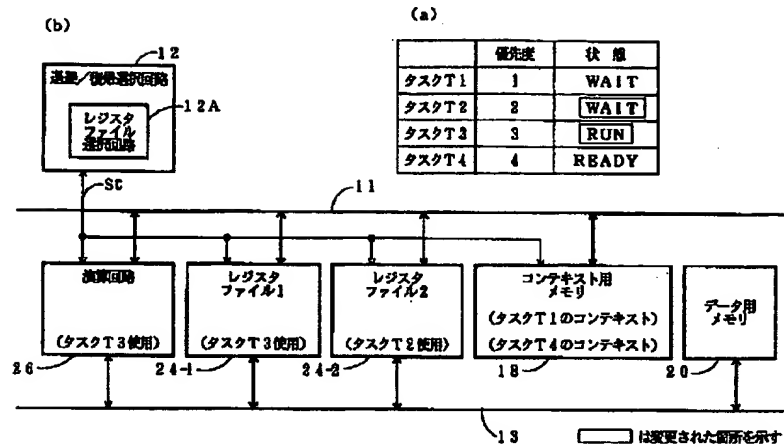 (b)
(a)
12
退避/復帰選択回路
12A
レジスタ
ファイル
選択回路
優先度 状態
タスクT1 1 WAIT
タスクT2 2 WAIT
タスクT3 3 RUN
タスクT4 4 READY
SC
11
演算回路
(タスクT3使用)
レジスタ
ファイル1
(タスクT3使用)
レジスタ
ファイル2
(タスクT2使用)
コンテキスト用
メモリ
(タスクT1のコンテキスト)
(タスクT4のコンテキスト)
データ用
メモリ
26
24-1
24-2
18
20
13
は変更された箇所を示す